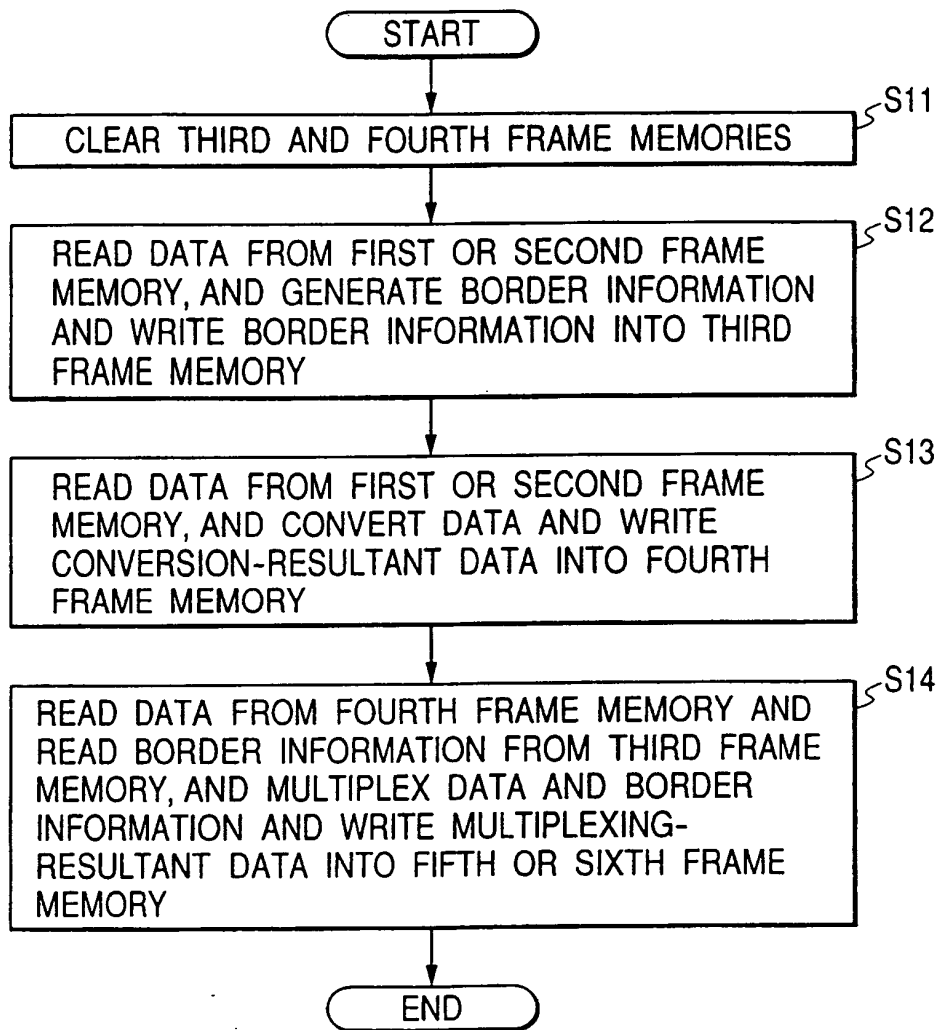 START
S11
CLEAR THIRD AND FOURTH FRAME MEMORIES
S12
READ DATA FROM FIRST OR SECOND FRAME
MEMORY, AND GENERATE BORDER INFORMATION
AND WRITE BORDER INFORMATION INTO THIRD
FRAME MEMORY
S13
READ DATA FROM FIRST OR SECOND FRAME
MEMORY, AND CONVERT DATA AND WRITE
CONVERSION-RESULTANT DATA INTO FOURTH
FRAME MEMORY
S14
READ DATA FROM FOURTH FRAME MEMORY AND
READ BORDER INFORMATION FROM THIRD FRAME
MEMORY, AND MULTIPLEX DATA AND BORDER
INFORMATION AND WRITE MULTIPLEXING-
RESULTANT DATA INTO FIFTH OR SIXTH FRAME
MEMORY
END